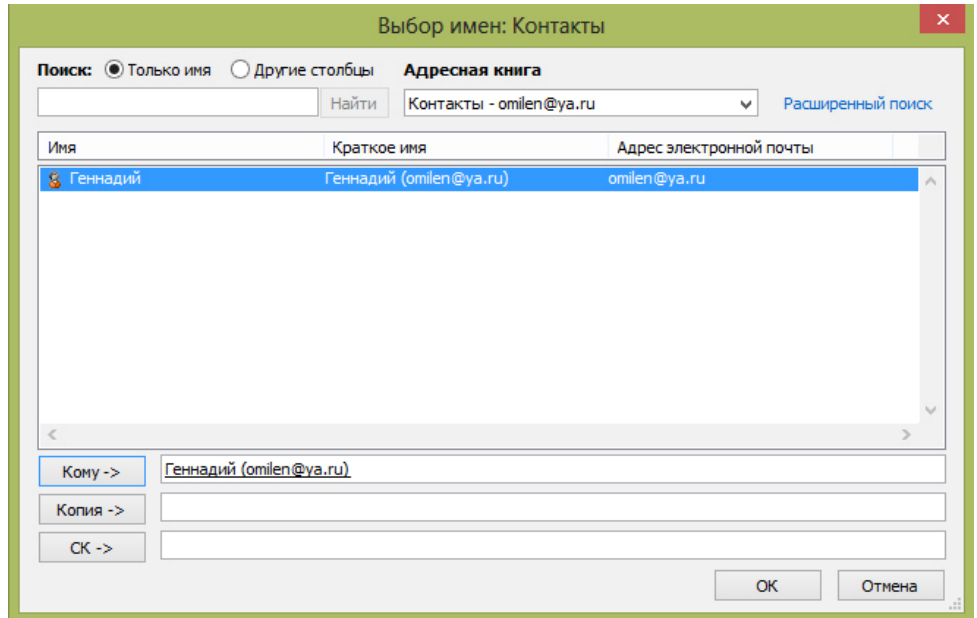 Выбор имен: Контакты
Поиск: Только имя Другие столбцы Адресная книга
Найти Контакты - omilen@ya.ru Расширенный поиск
Имя Краткое имя Адрес электронной почты
Геннадий Геннадий (omilen@ya.ru) omilen@ya.ru
Кому -> Геннадий (omilen@ya.ru)
Копия ->
СК ->
ОК Отмена